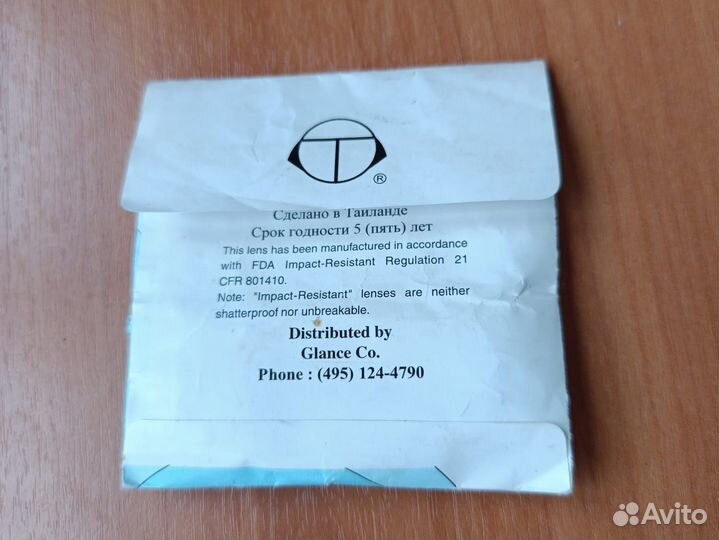 ®
Сделано в Таиланде
Срок годности 5 (пять) лет
This lens has been manufactured in accordance
with FDA Impact-Resistant Regulation 21
CFR 801410.
Note: "Impact-Resistant" lenses are neither
shatterproof nor unbreakable.
Distributed by
Glance Co.
Phone : (495) 124-4790
Avito